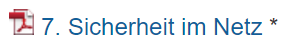 7. Sicherheit im Netz *